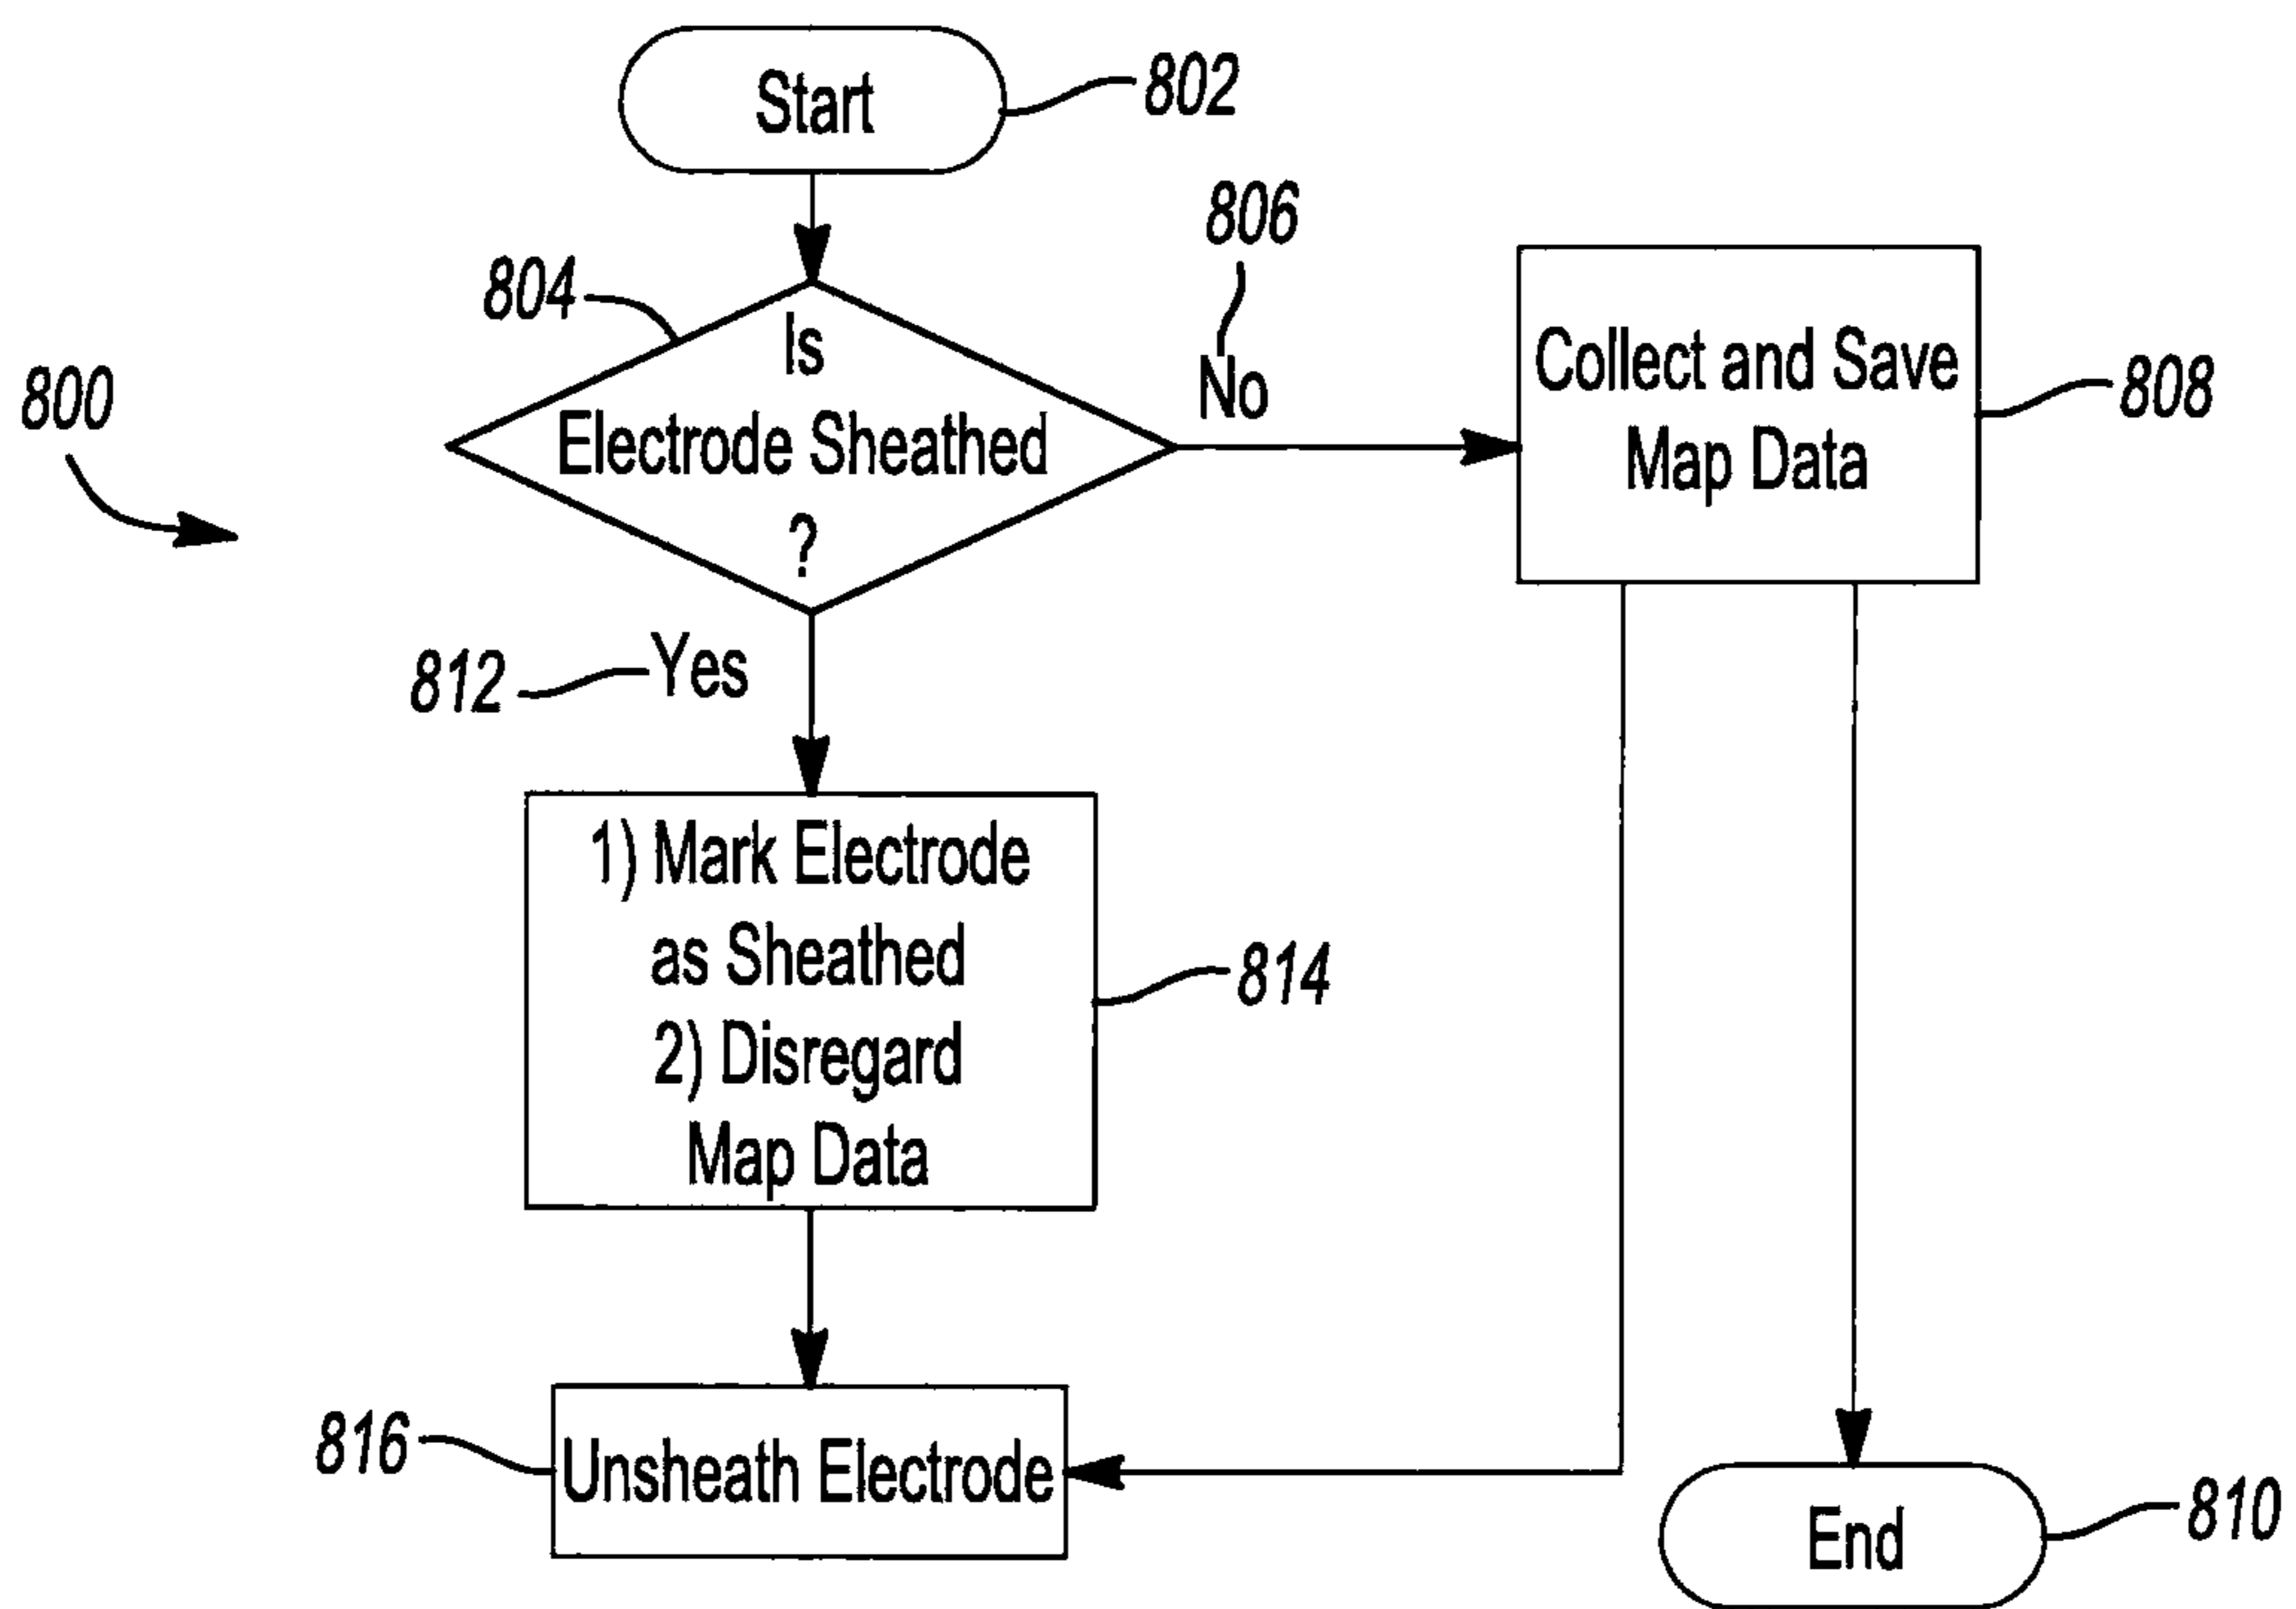 Start
802
806
804
Is
Electrode Sheathed
?
No
Collect and Save
Map Data
808
800
812
Yes
1) Mark Electrode
as Sheathed
2) Disregard
Map Data
814
816
Unsheath Electrode
End
810